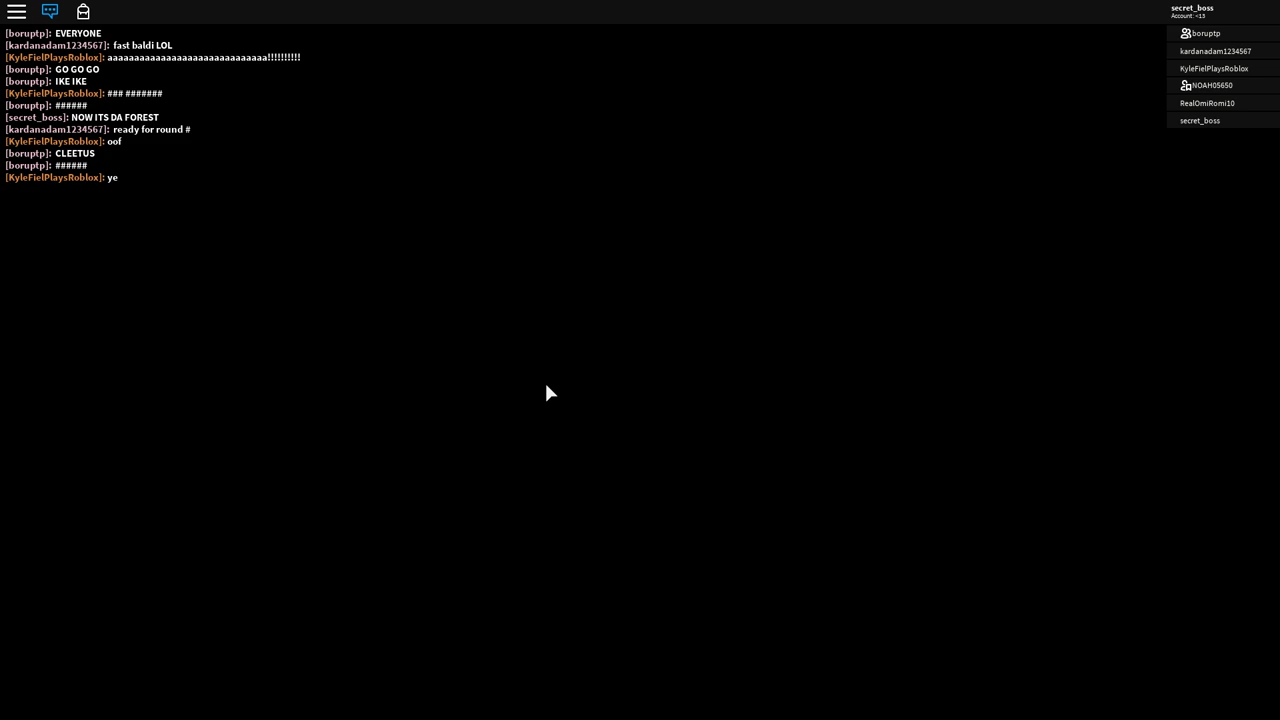 secret_boss
Account: <13
[boruptp]: EVERYONE
[kardanadam1234567]: fast baldi LOL
[KyleFielPlaysRoblox]: aaaaaaaaaaaaaaaaaaaaaaaaaaaaaa!!!!!!!!!!
[boruptp]: GO GO GO
[boruptp]: IKE IKE
[KyleFielPlaysRoblox]: ### #######
[boruptp]: ######
[secret_boss]: NOW ITS DA FOREST
[kardanadam1234567]: ready for round #
[KyleFielPlaysRoblox]: oof
[boruptp]: CLEETUS
[boruptp]: ######
[KyleFielPlaysRoblox]: ye
boruptp
kardanadam1234567
KyleFielPlaysRoblox
NOAH05650
RealOmiRomi10
secret_boss